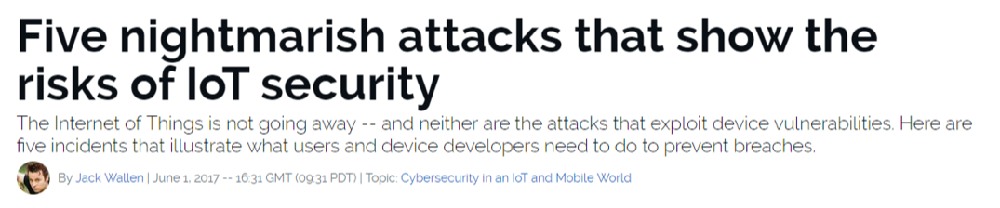 Five nightmarish attacks that show the
risks of IoT security
The Internet of Things is not going away -- and neither are the attacks that exploit device vulnerabilities. Here are
five incidents that illustrate what users and device developers need to do to prevent breaches.
By Jack Wallen | June 1, 2017 -- 16:31 GMT (09:31 PDT) | Topic: Cybersecurity in an IoT and Mobile World